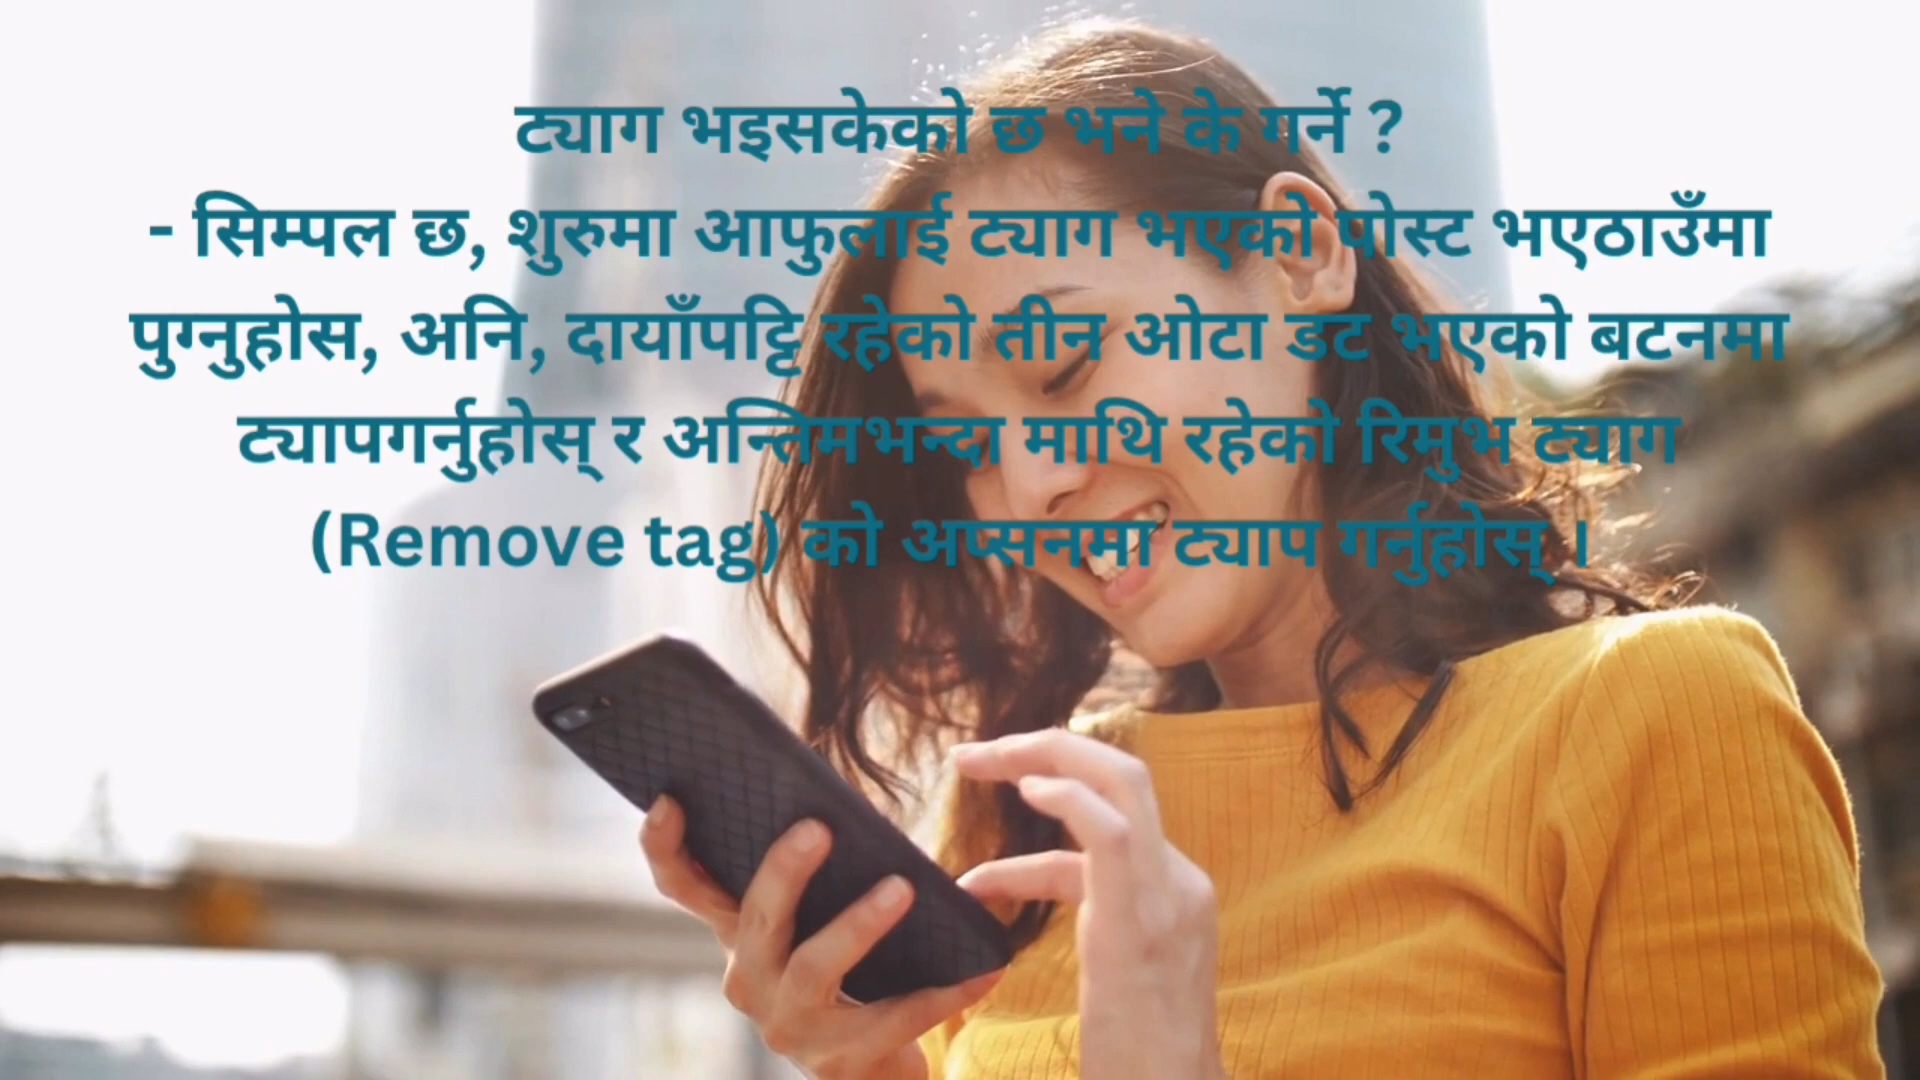 ट्याग भइसकेको छ भने के गर्ने ?
- सिम्पल छ, शुरुमा आफुलाई ट्याग भएको पोस्ट भएठाउँमा
पुग्नुहोस, अनि, दायाँपट्टि रहेको तीन ओटा डट भएको बटनमा
ट्यापगर्नुहोस् र अन्तिमभन्दा माथि रहेको रिमुभ ट्याग
(Remove tag) को अप्सनमा ट्याप गर्नुहोस् ।